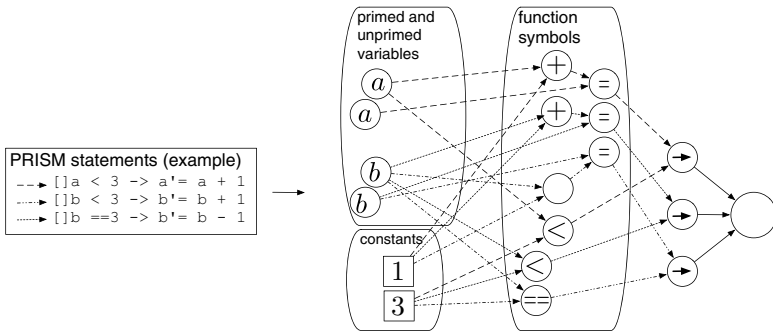 primed and
unprimed
variables
function
symbols
a
a
b
b
constants
1
3
+
+
=
=
=
<
<
==
PRISM statements (example)
[]a < 3 -> a'= a + 1
[]b < 3 -> b'= b + 1
[]b ==3 -> b'= b - 1